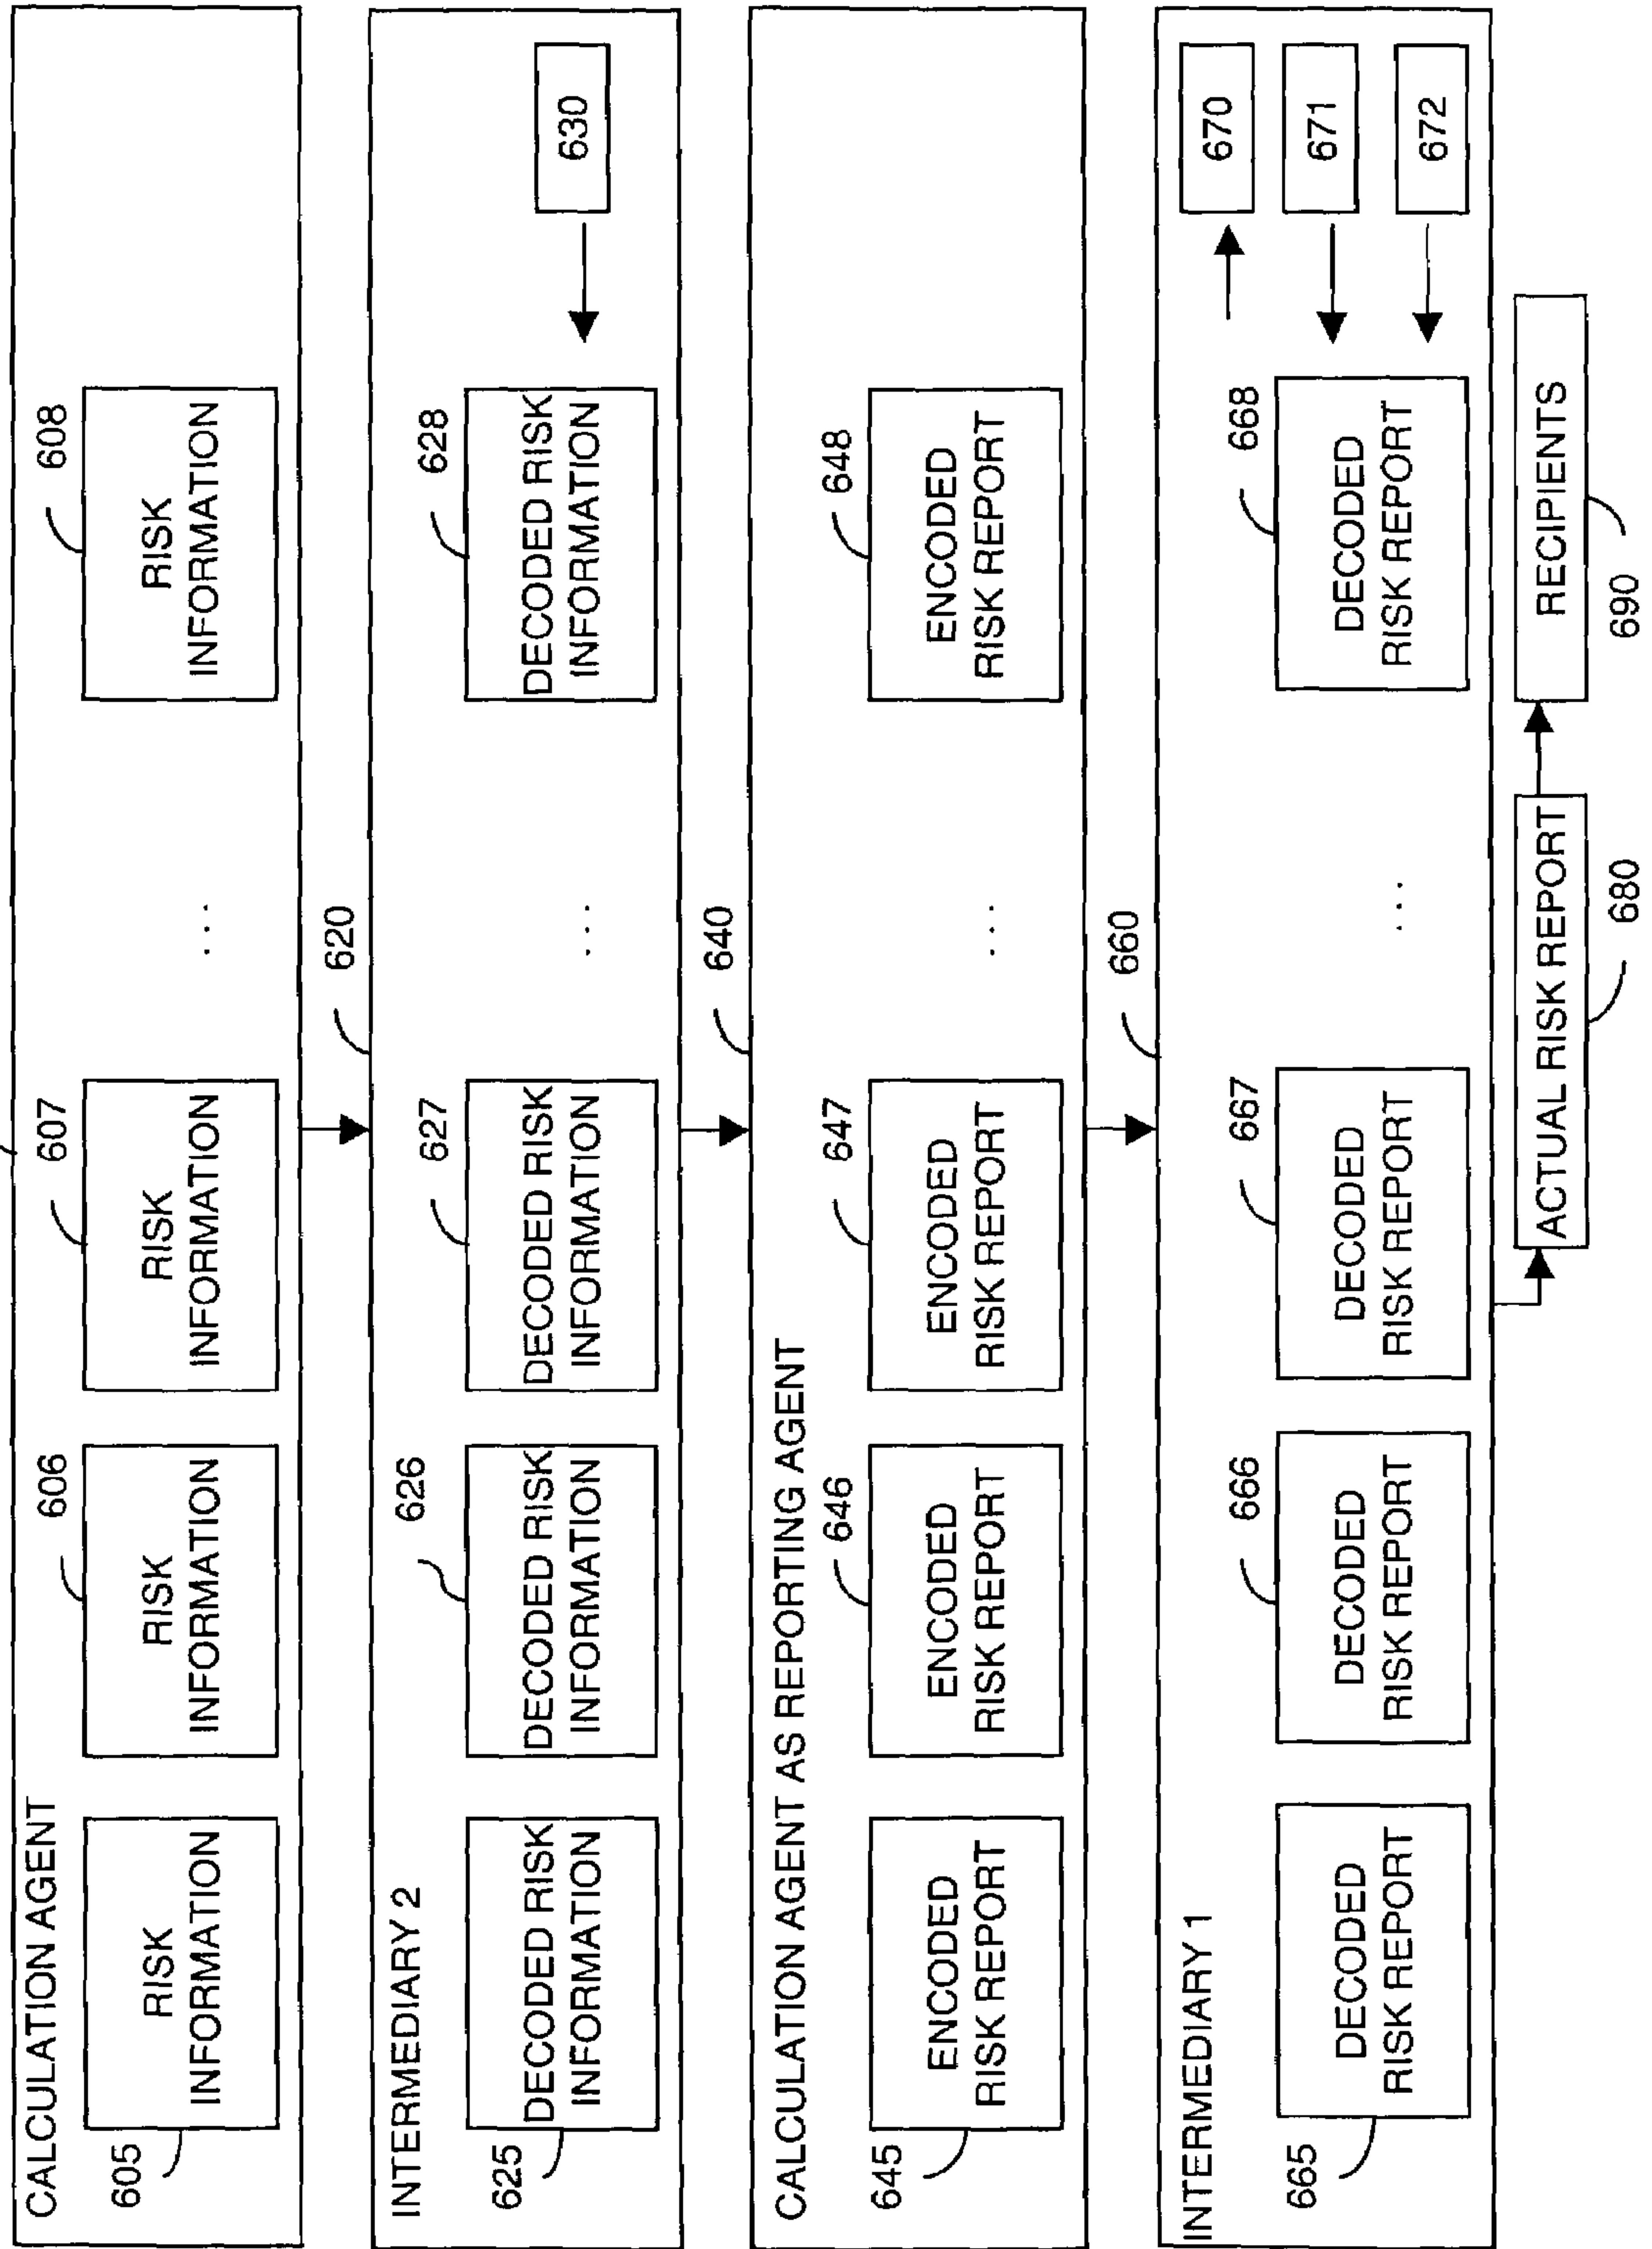 CALCULATION AGENT
605
606
607
608
RISK
INFORMATION
RISK
INFORMATION
RISK
INFORMATION
...
RISK
INFORMATION
620
INTERMEDIARY 2
625
626
627
628
DECODED RISK
INFORMATION
DECODED RISK
INFORMATION
DECODED RISK
INFORMATION
...
DECODED RISK
INFORMATION
630
640
CALCULATION AGENT AS REPORTING AGENT
645
646
647
648
ENCODED
RISK REPORT
ENCODED
RISK REPORT
ENCODED
RISK REPORT
...
ENCODED
RISK REPORT
660
INTERMEDIARY 1
665
666
667
668
DECODED
RISK REPORT
DECODED
RISK REPORT
DECODED
RISK REPORT
...
DECODED
RISK REPORT
670
671
672
ACTUAL RISK REPORT
RECIPIENTS
680
690